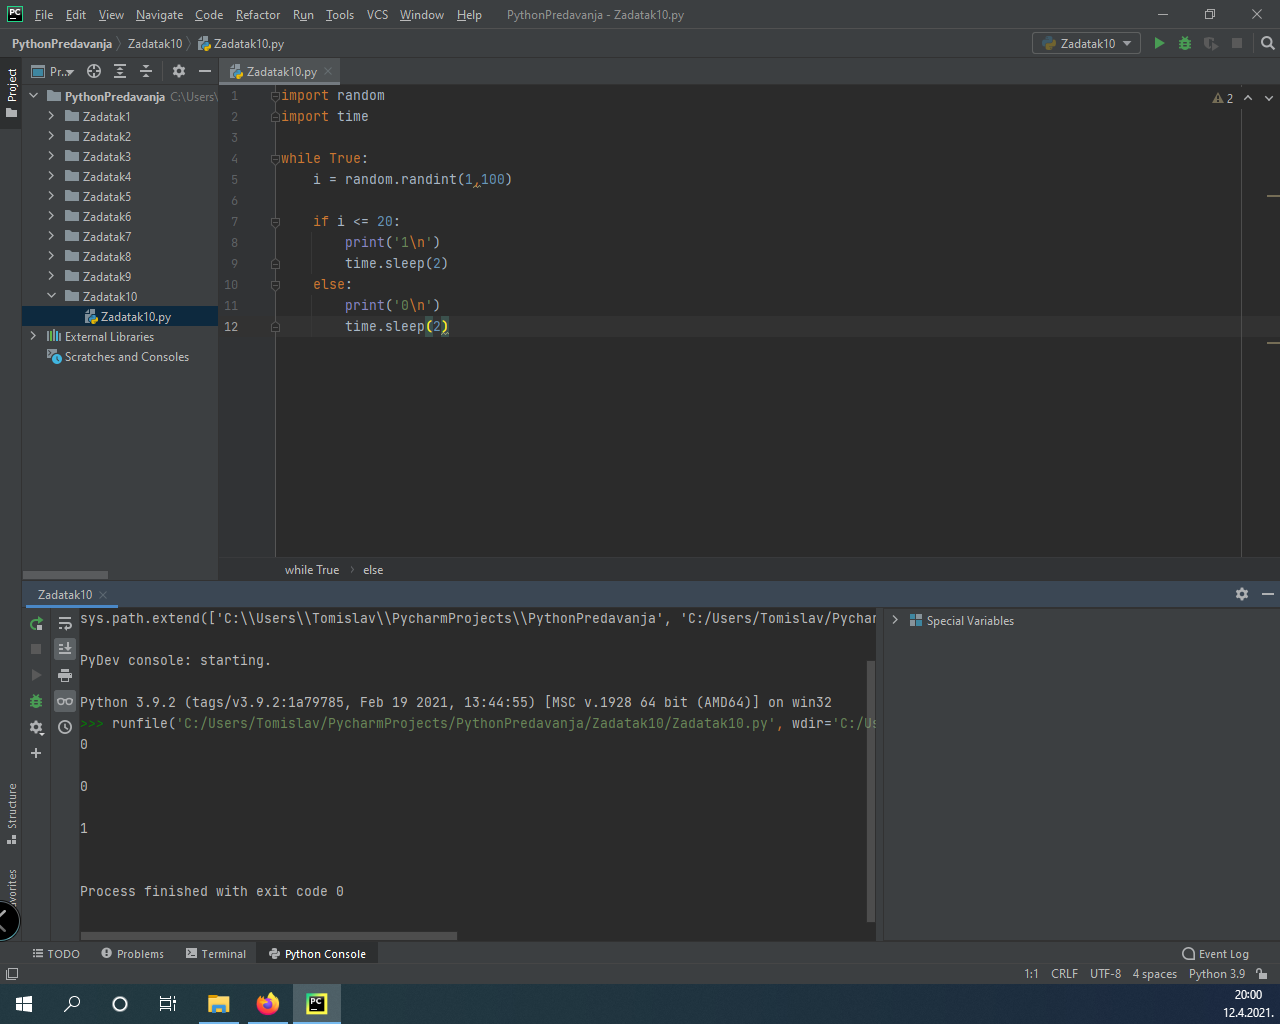 PC File Edit View Navigate Code Refactor Run Tools VCS Window Help PythonPredavanja - Zadatak10.py
PythonPredavanja Zadatak10 Zadatak10.py Zadatak10
Project
Pr... Zadatak10.py
PythonPredavanja C:\Users\
Zadatak1
Zadatak2
Zadatak3
Zadatak4
Zadatak5
Zadatak6
Zadatak7
Zadatak8
Zadatak9
Zadatak10
Zadatak10.py
External Libraries
Scratches and Consoles
1 import random
2 import time
3
4 while True:
5     i = random.randint(1,100)
6
7     if i <= 20:
8         print('1\n')
9         time.sleep(2)
10     else:
11         print('0\n')
12         time.sleep(2)
2
while True else
Zadatak10
sys.path.extend(['C:\\Users\\Tomislav\\PycharmProjects\\PythonPredavanja', 'C:/Users/Tomislav/Pychar
PyDev console: starting.
Python 3.9.2 (tags/v3.9.2:1a79785, Feb 19 2021, 13:44:55) [MSC v.1928 64 bit (AMD64)] on win32
>>> runfile('C:/Users/Tomislav/PycharmProjects/PythonPredavanja/Zadatak10/Zadatak10.py', wdir='C:/Us
0
0
1
Process finished with exit code 0
Special Variables
Structure
avorites
TODO Problems Terminal Python Console Event Log
1:1 CRLF UTF-8 4 spaces Python 3.9
PC
20:00
12.4.2021.